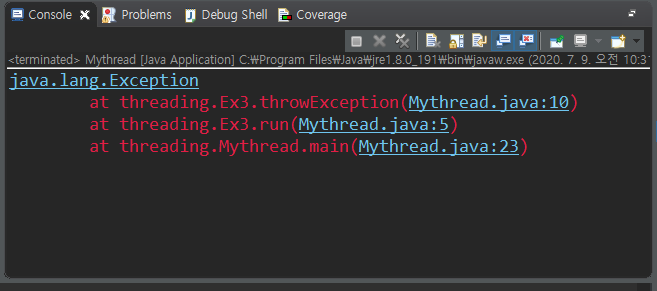 Console Problems Debug Shell Coverage
<terminated> Mythread [Java Application] C:₩Program Files₩Java₩jre1.8.0_191₩bin₩javaw.exe (2020. 7. 9. 오전 10:31
java.lang.Exception
at threading.Ex3.throwException(Mythread.java:10)
at threading.Ex3.run(Mythread.java:5)
at threading.Mythread.main(Mythread.java:23)